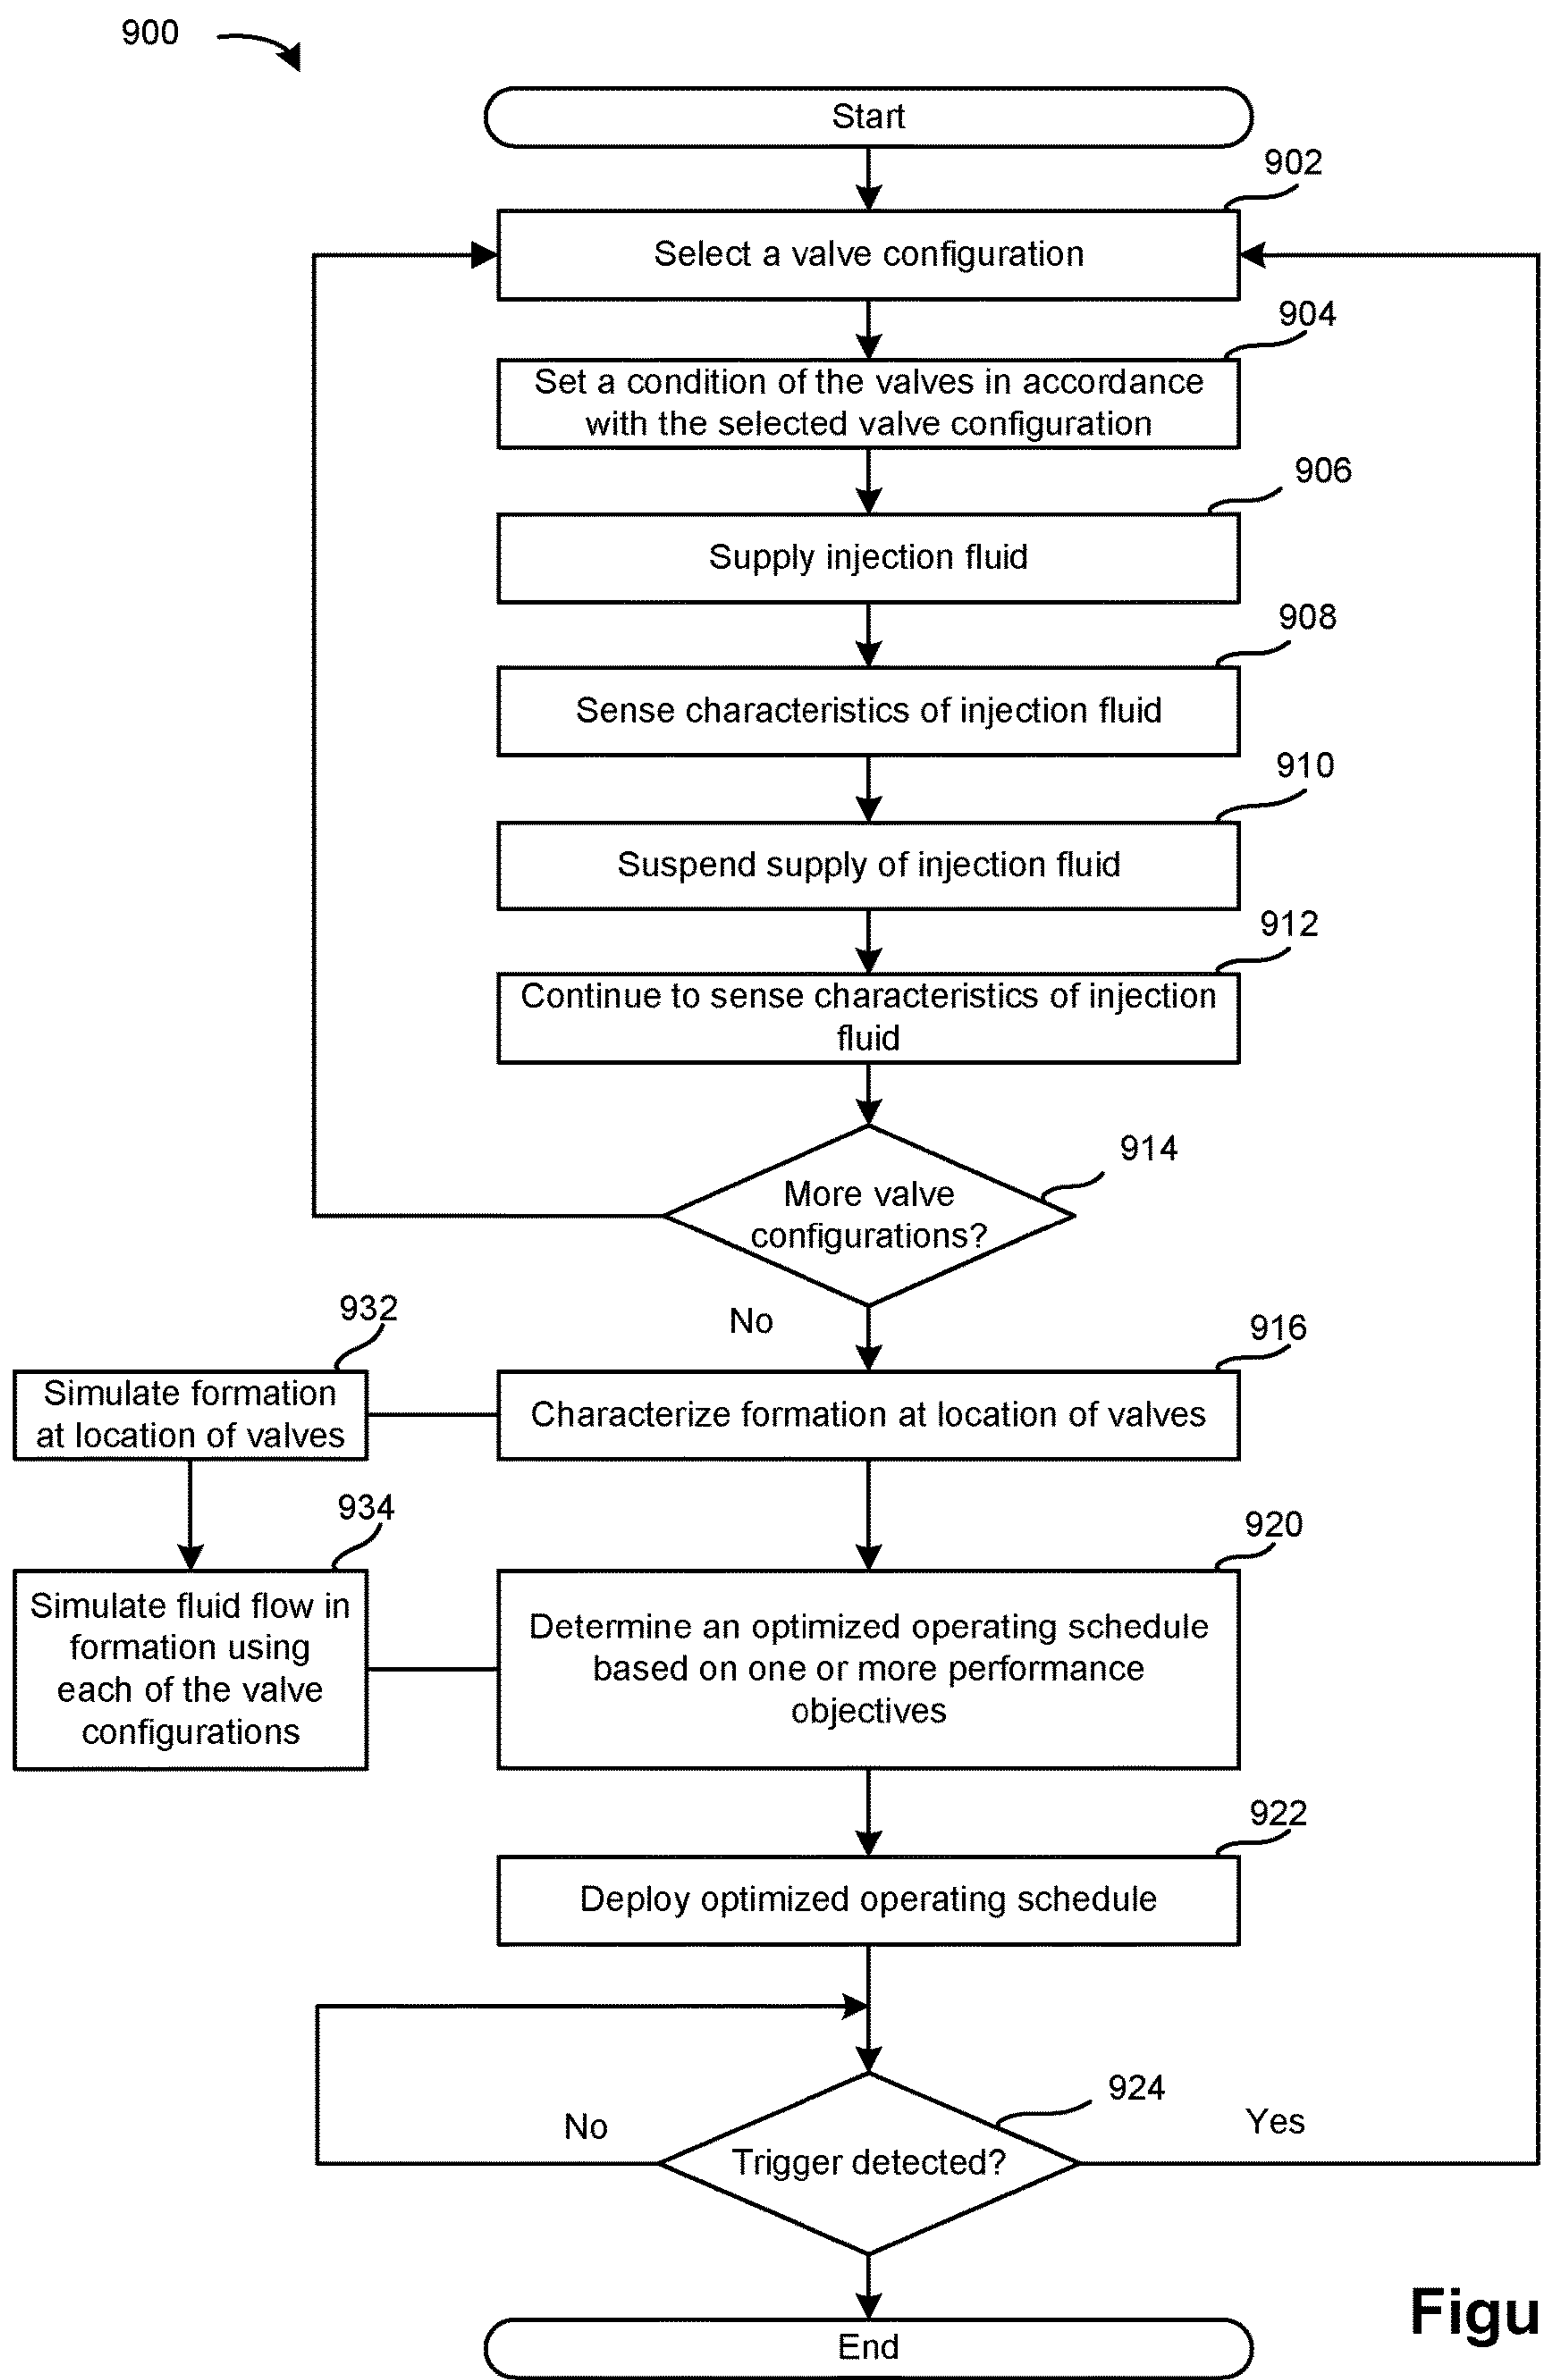 900
Start
902
Select a valve configuration
904
Set a condition of the valves in accordance
with the selected valve configuration
906
Supply injection fluid
908
Sense characteristics of injection fluid
910
Suspend supply of injection fluid
912
Continue to sense characteristics of injection
fluid
914
More valve
configurations?
No
932
Simulate formation
at location of valves
916
Characterize formation at location of valves
934
Simulate fluid flow in
formation using
each of the valve
configurations
920
Determine an optimized operating schedule
based on one or more performance
objectives
922
Deploy optimized operating schedule
924
No
Yes
Trigger detected?
End
Figu